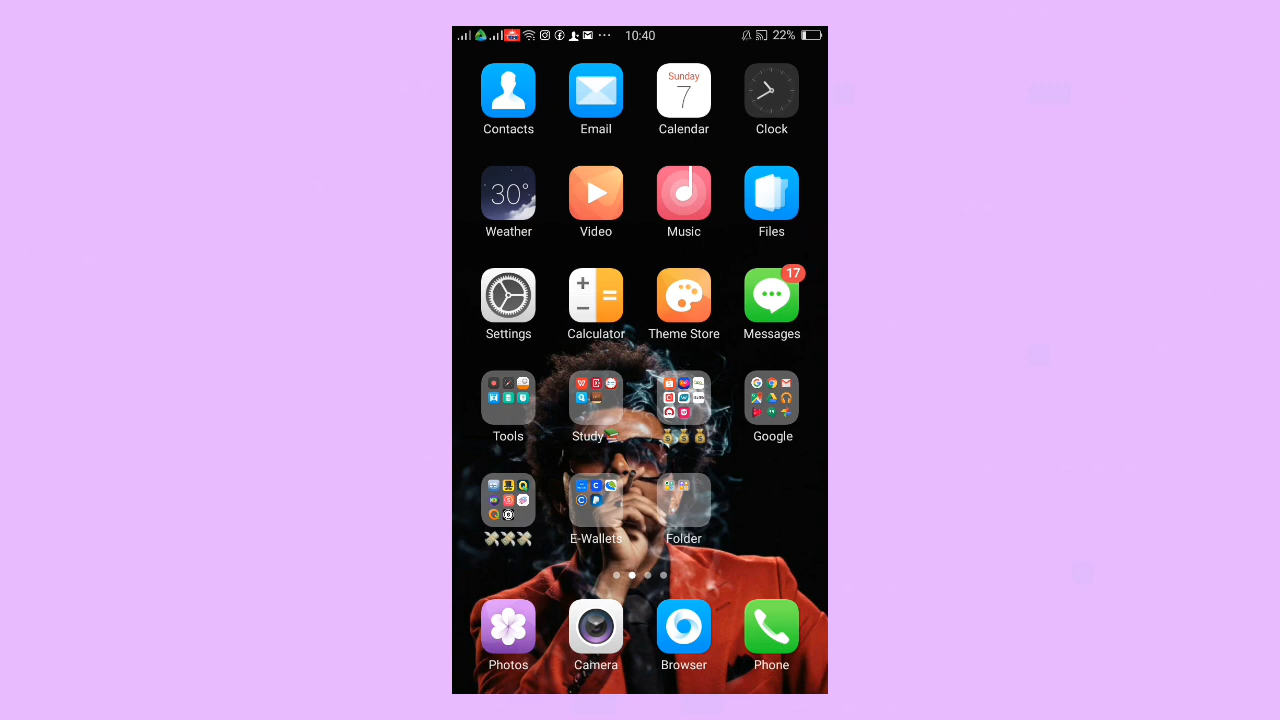 10:40 22%
Sunday
7
Contacts Email Calendar Clock
30°
Weather Video Music Files
17
Settings Calculator Theme Store Messages
Tools Study📚 💰💰💰 Google
💸💸💸 E-Wallets Folder
Photos Camera Browser Phone